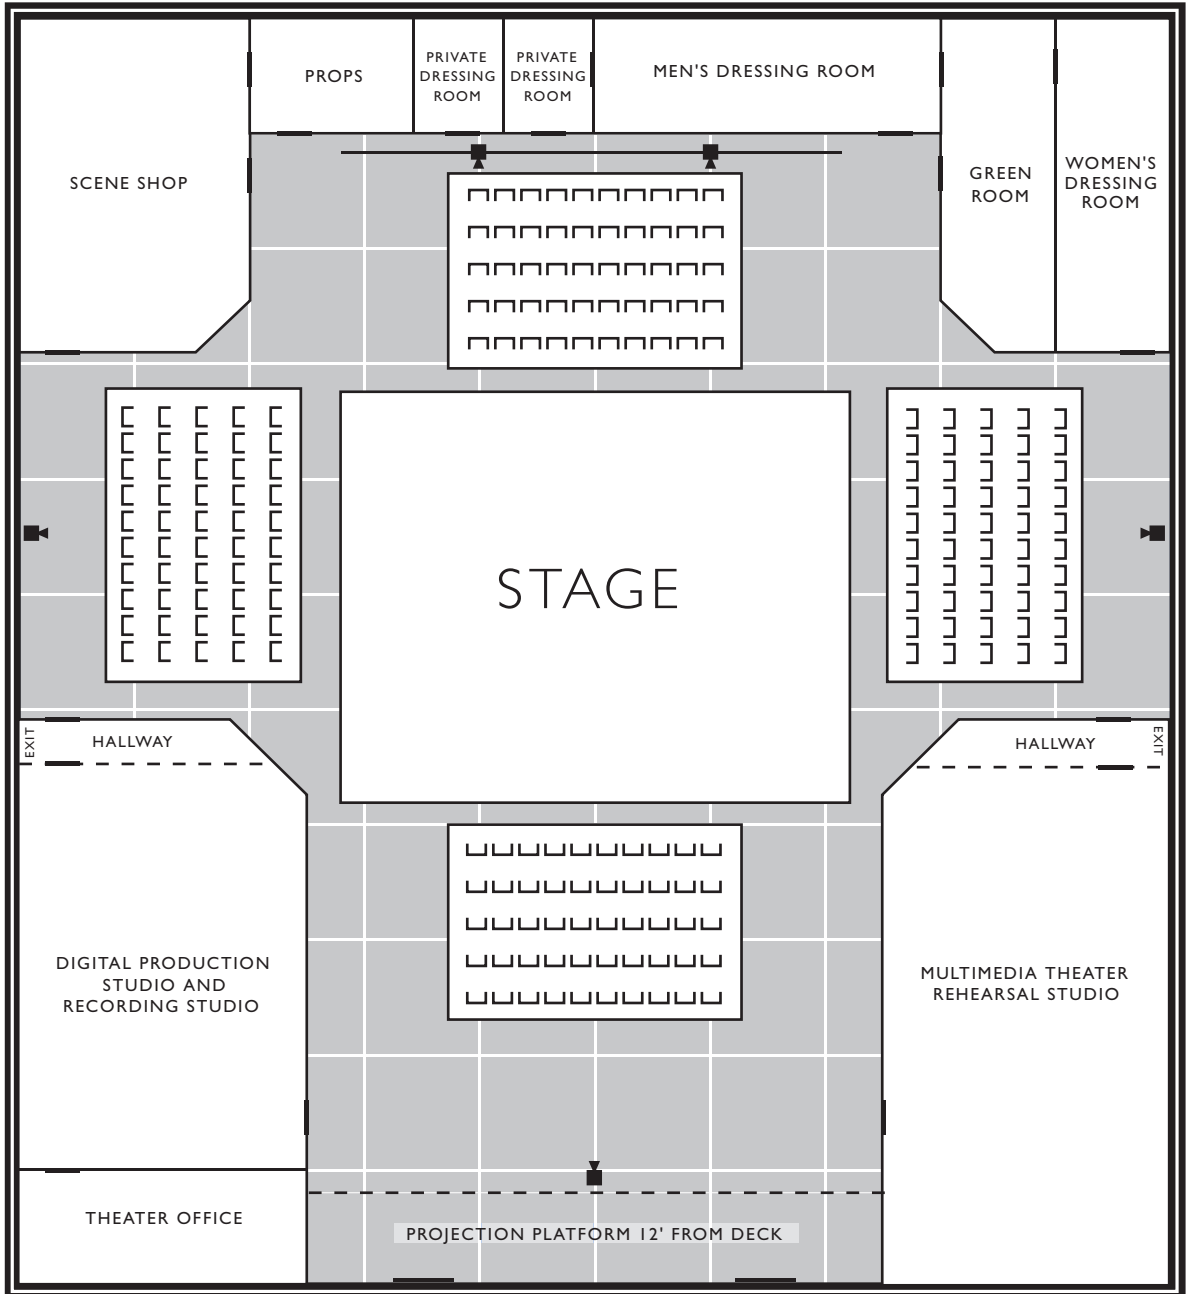 PROPS
PRIVATE
DRESSING
ROOM
PRIVATE
DRESSING
ROOM
MEN'S DRESSING ROOM
SCENE SHOP
GREEN
ROOM
WOMEN'S
DRESSING
ROOM
STAGE
EXIT
HALLWAY
HALLWAY
EXIT
DIGITAL PRODUCTION
STUDIO AND
RECORDING STUDIO
MULTIMEDIA THEATER
REHEARSAL STUDIO
THEATER OFFICE
PROJECTION PLATFORM 12' FROM DECK